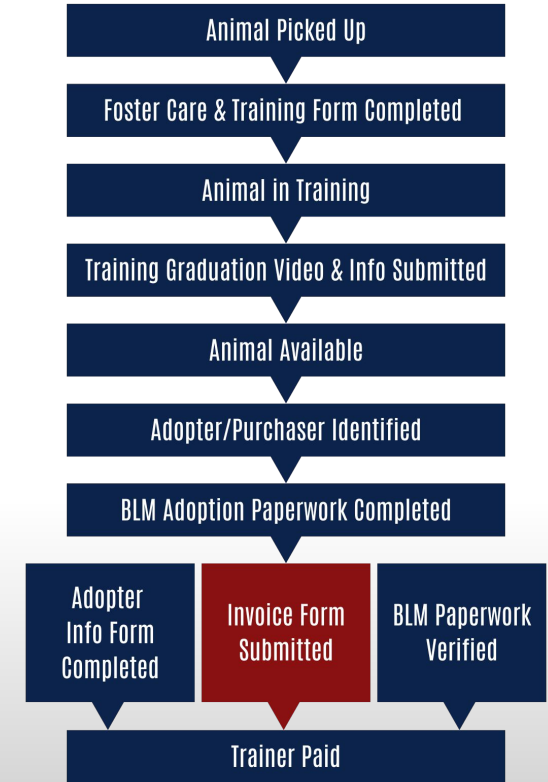 Animal Picked Up
Foster Care & Training Form Completed
Animal in Training
Training Graduation Video & Info Submitted
Animal Available
Adopter/Purchaser Identified
BLM Adoption Paperwork Completed
Adopter
Info Form
Completed
Invoice Form
Submitted
BLM Paperwork
Verified
Trainer Paid